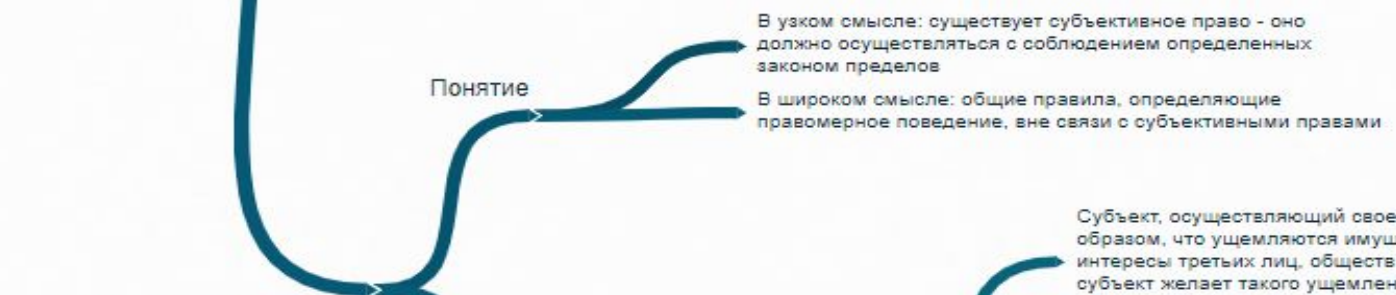 В узком смысле: существует субъективное право - оно
должно осуществляться с соблюдением определенных
законом пределов
Понятие
В широком смысле: общие правила, определяющие
правомерное поведение, вне связи с субъективными правами
Субъект, осуществляющий свое
образом, что ущемляются имущ
интересы третьих лиц, обществ
субъект желает такого ущемлен